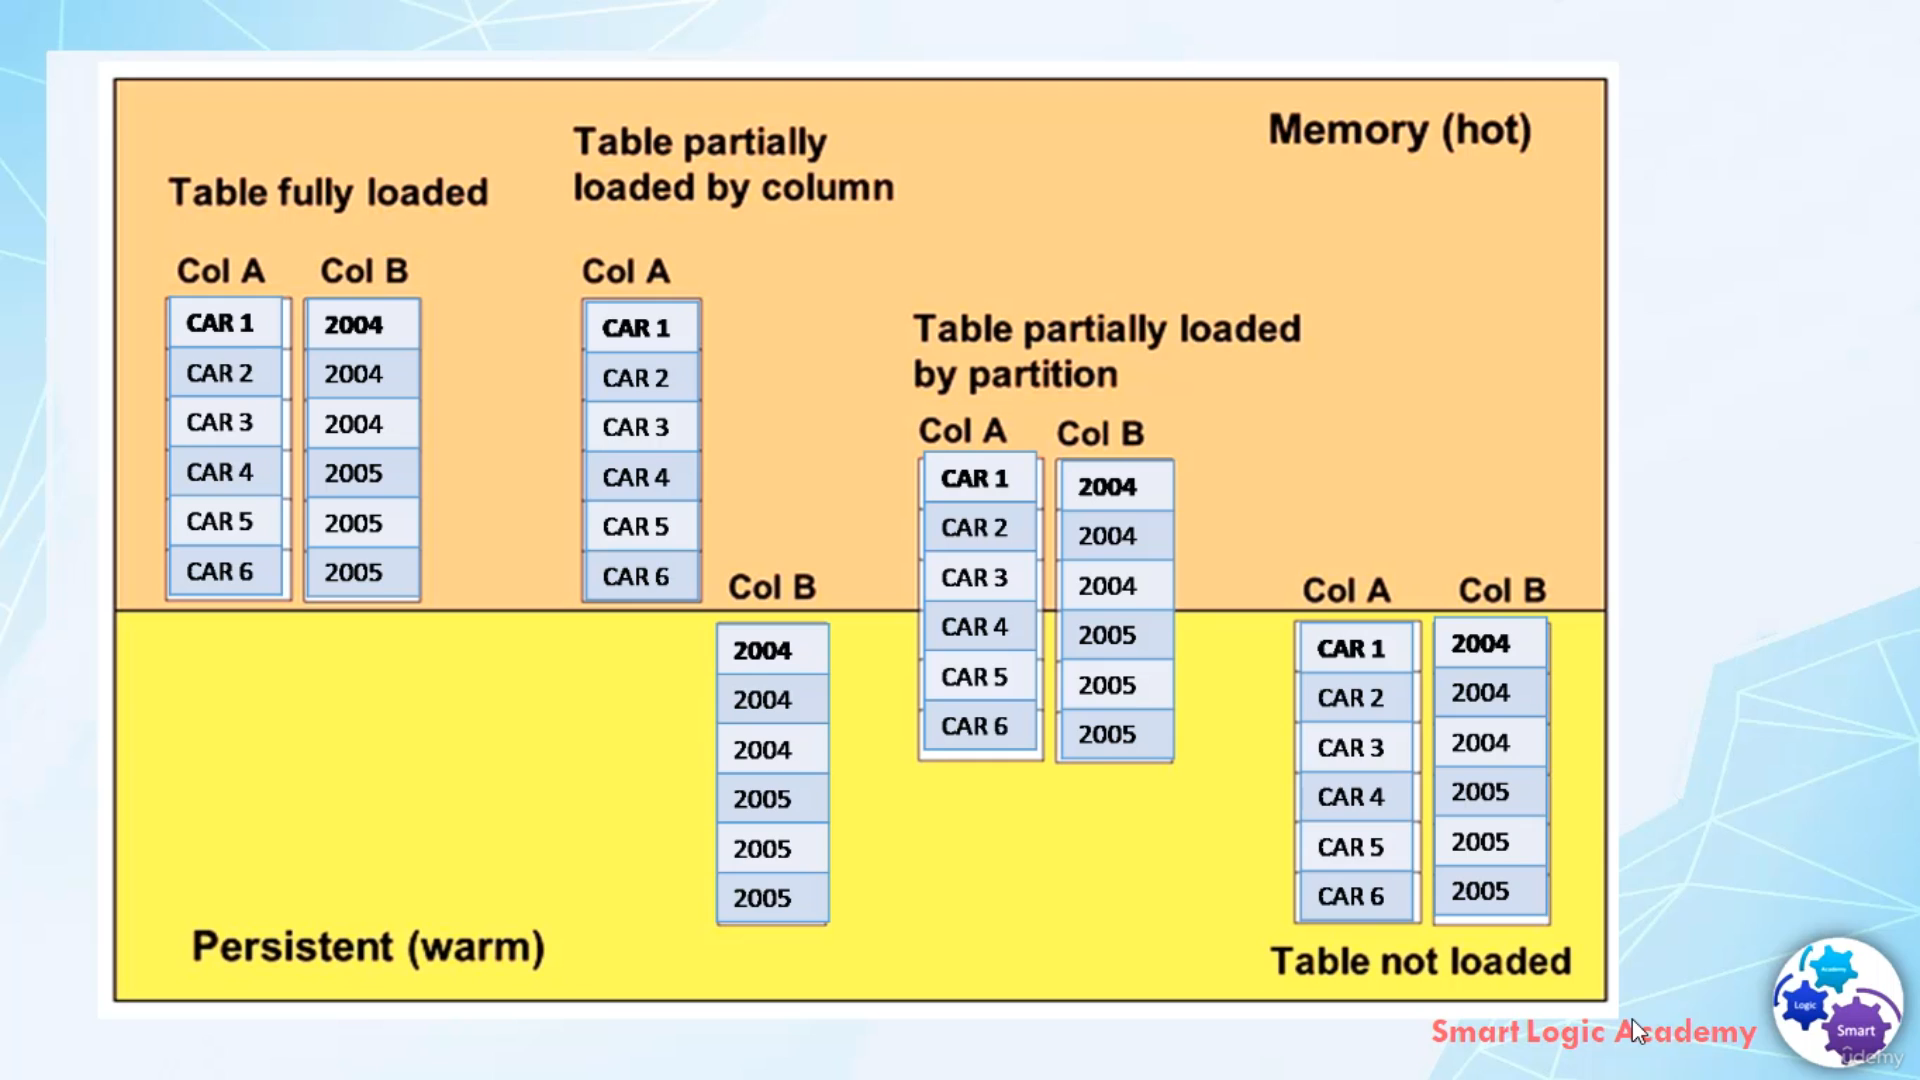 Memory (hot)
Table fully loaded
Col A Col B
CAR 1 2004
CAR 2 2004
CAR 3 2004
CAR 4 2005
CAR 5 2005
CAR 6 2005
Table partially
loaded by column
Col A
CAR 1
CAR 2
CAR 3
CAR 4
CAR 5
CAR 6
Col B
2004
2004
2004
2005
2005
2005
Table partially loaded
by partition
Col A Col B
CAR 1 2004
CAR 2 2004
CAR 3 2004
CAR 4 2005
CAR 5 2005
CAR 6 2005
Col A Col B
CAR 1 2004
CAR 2 2004
CAR 3 2004
CAR 4 2005
CAR 5 2005
CAR 6 2005
Table not loaded
Persistent (warm)
Smart Logic Academy
Academy
Logic
Smart
ûdemy